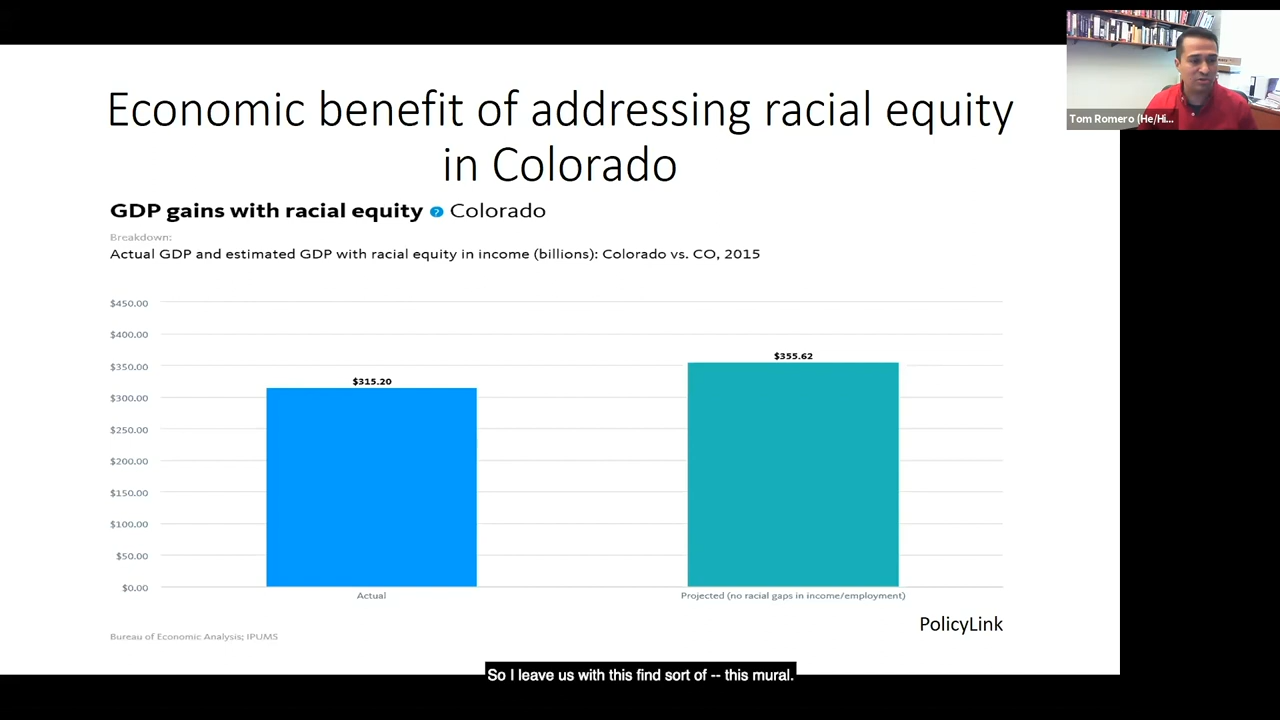 Economic benefit of addressing racial equity
in Colorado
GDP gains with racial equity ? Colorado
Breakdown:
Actual GDP and estimated GDP with racial equity in income (billions): Colorado vs. CO, 2015
$450.00
$400.00
$350.00
$300.00
$250.00
$200.00
$150.00
$100.00
$50.00
$0.00
$315.20
$355.62
Actual
Projected (no racial gaps in income/employment)
PolicyLink
Bureau of Economic Analysis; IPUMS
Tom Romero (He/Hi...
So I leave us with this find sort of -- this mural.